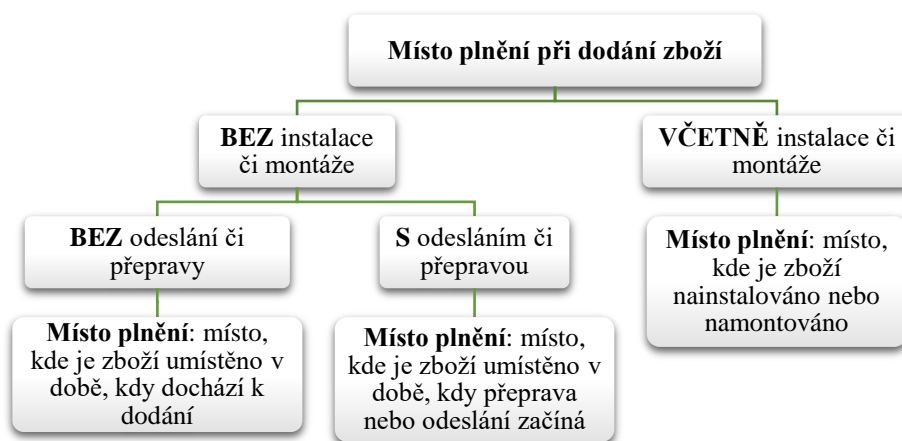 Místo plnění při dodání zboží
BEZ instalace
či montáže
VČETNĚ instalace či
montáže
BEZ odeslání či
přepravy
S odesláním či
přepravou
Místo plnění: místo,
kde je zboží
nainstalováno nebo
namontováno
Místo plnění: místo,
kde je zboží umístěno v
době, kdy dochází k
dodání
Místo plnění: místo,
kde je zboží umístěno v
době, kdy přeprava
nebo odeslání začíná